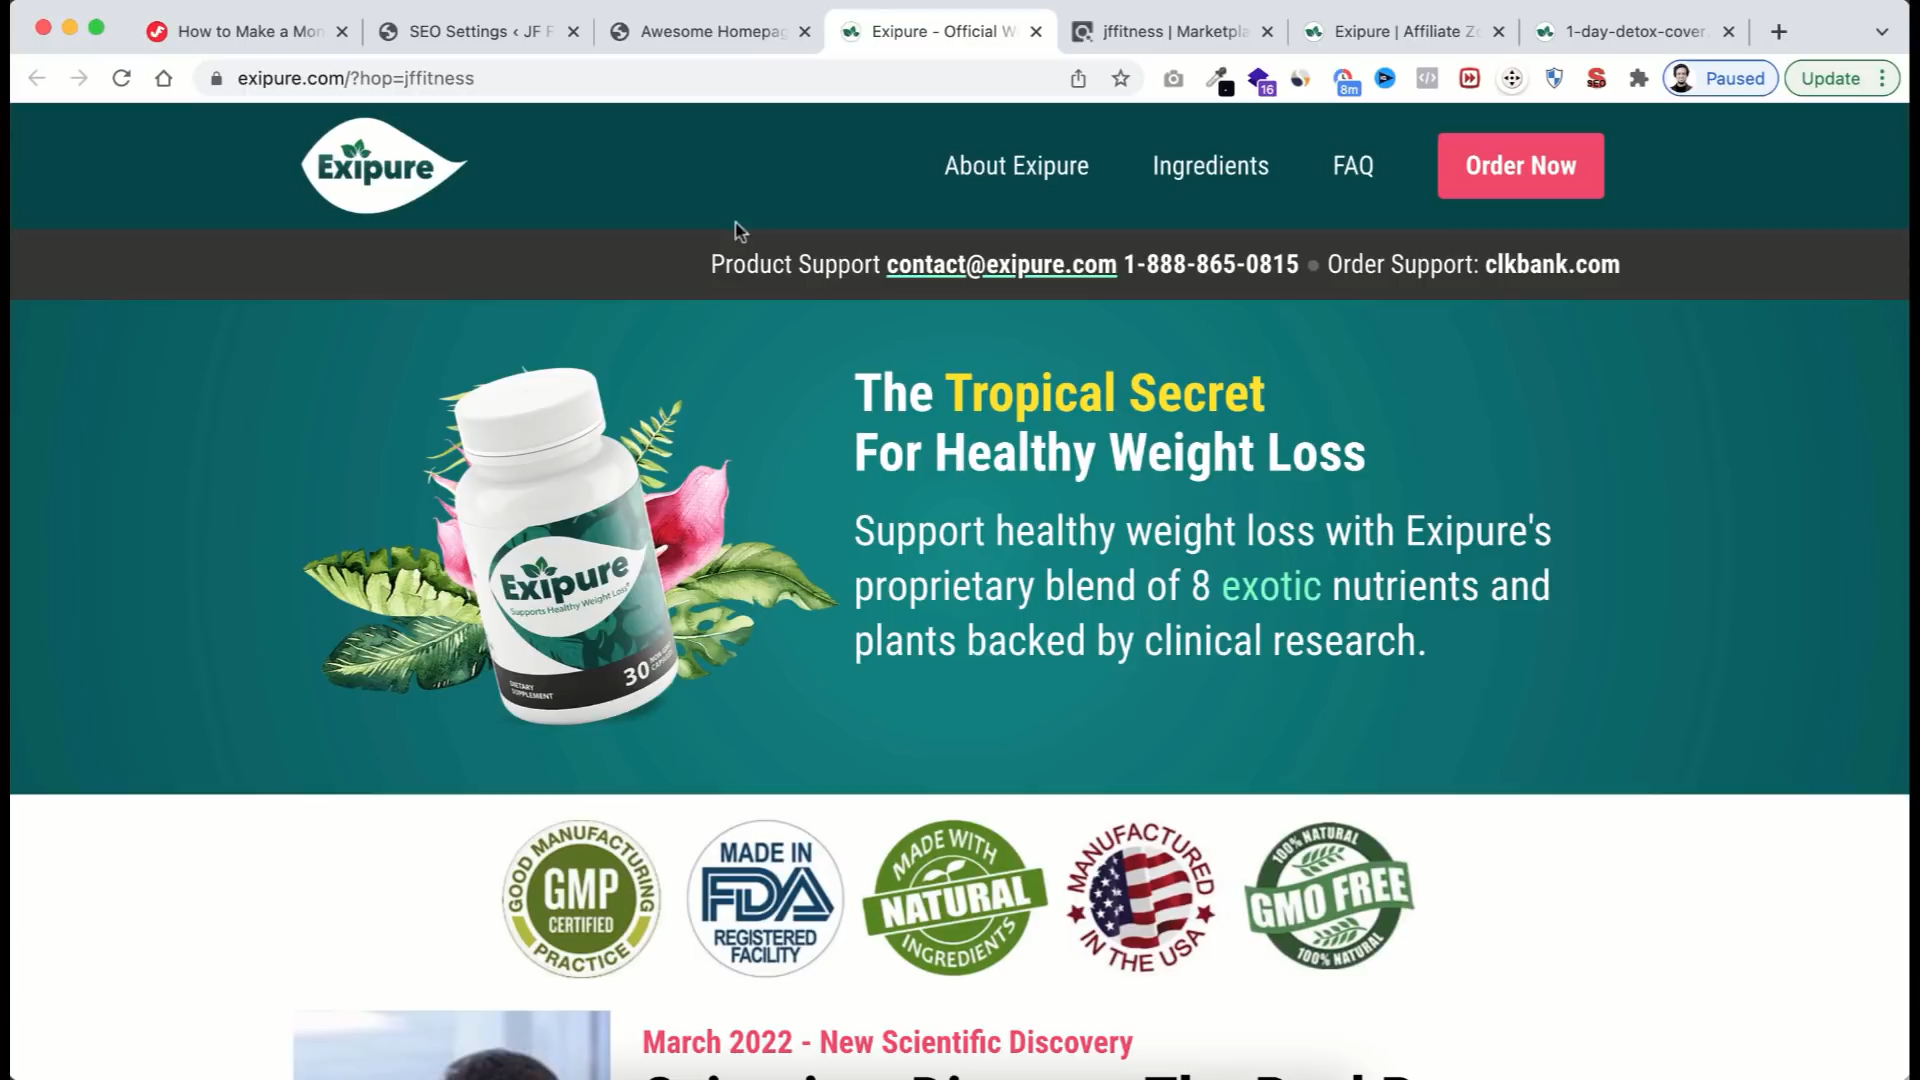 How to Make a Mon
SEO Settings ‹ JF F
Awesome Homepag
Exipure - Official W
jffitness | Marketpla
Exipure | Affiliate Zo
1-day-detox-cover.
exipure.com/?hop=jffitness
16
8m
SEO
Paused
Update
Exipure
About Exipure
Ingredients
FAQ
Order Now
Product Support contact@exipure.com 1-888-865-0815 ● Order Support: clkbank.com
The Tropical Secret
For Healthy Weight Loss
Support healthy weight loss with Exipure's
proprietary blend of 8 exotic nutrients and
plants backed by clinical research.
Exipure
Supports Healthy Weight Loss
DIETARY
SUPPLEMENT
30
GOOD MANUFACTURING
GMP
CERTIFIED
PRACTICE
MADE IN
FDA
REGISTERED
FACILITY
MADE WITH
NATURAL
INGREDIENTS
MANUFACTURED
IN THE USA
100% NATURAL
GMO FREE
100% NATURAL
March 2022 - New Scientific Discovery